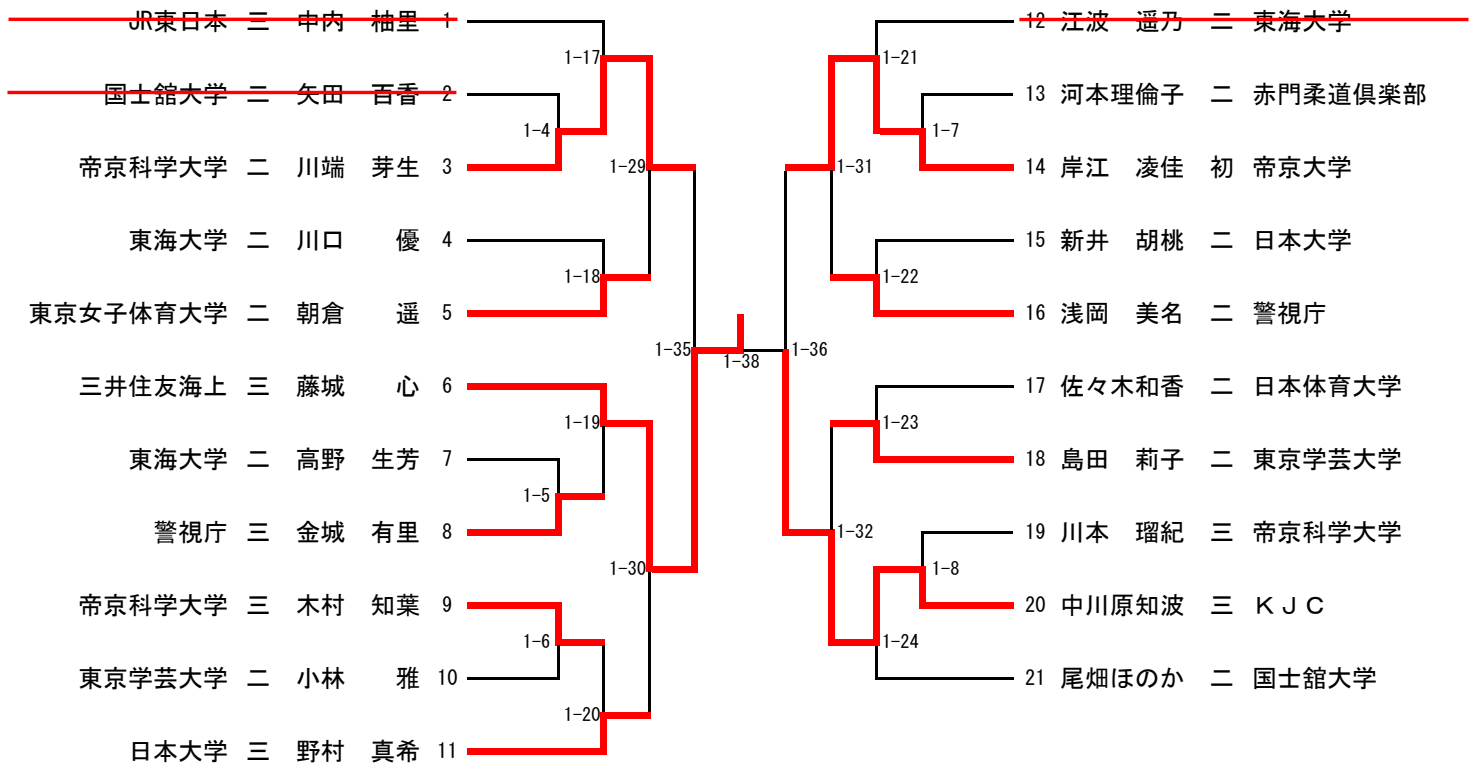 JR東日本 三 中内 柚里 1
国士舘大学 二 矢田 百香 2
帝京科学大学 二 川端 芽生 3
東海大学 二 川口 優 4
東京女子体育大学 二 朝倉 遥 5
三井住友海上 三 藤城 心 6
東海大学 二 高野 生芳 7
警視庁 三 金城 有里 8
帝京科学大学 三 木村 知葉 9
東京学芸大学 二 小林 雅 10
日本大学 三 野村 真希 11
1-17
1-4
1-29
1-18
1-35
1-19
1-5
1-30
1-6
1-20
1-38
1-21
1-7
1-31
1-22
1-36
1-23
1-32
1-8
1-24
12 江波 遥乃 二 東海大学
13 河本理倫子 二 赤門柔道倶楽部
14 岸江 凌佳 初 帝京大学
15 新井 胡桃 二 日本大学
16 浅岡 美名 二 警視庁
17 佐々木和香 二 日本体育大学
18 島田 莉子 二 東京学芸大学
19 川本 瑠紀 三 帝京科学大学
20 中川原知波 三 KJC
21 尾畑ほのか 二 国士舘大学